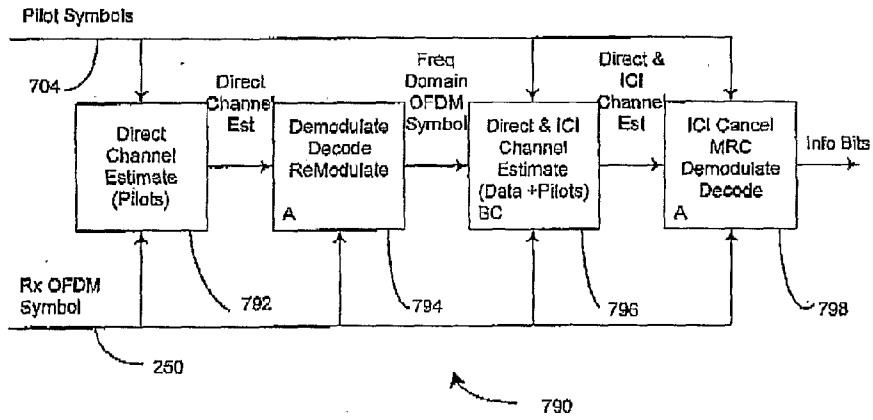 Pilot Symbols
704
Direct
Channel
Est
Freq
Domain
OFDM
Symbol
Direct &
ICI
Channel
Est
Direct
Channel
Estimate
(Pilots)
Demodulate
Decode
ReModulate
A
Direct & ICI
Channel
Estimate
(Data +Pilots)
BC
ICI Cancel
MRC
Demodulate
Decode
A
Info Bits
Rx OFDM
Symbol
792
794
796
798
250
790